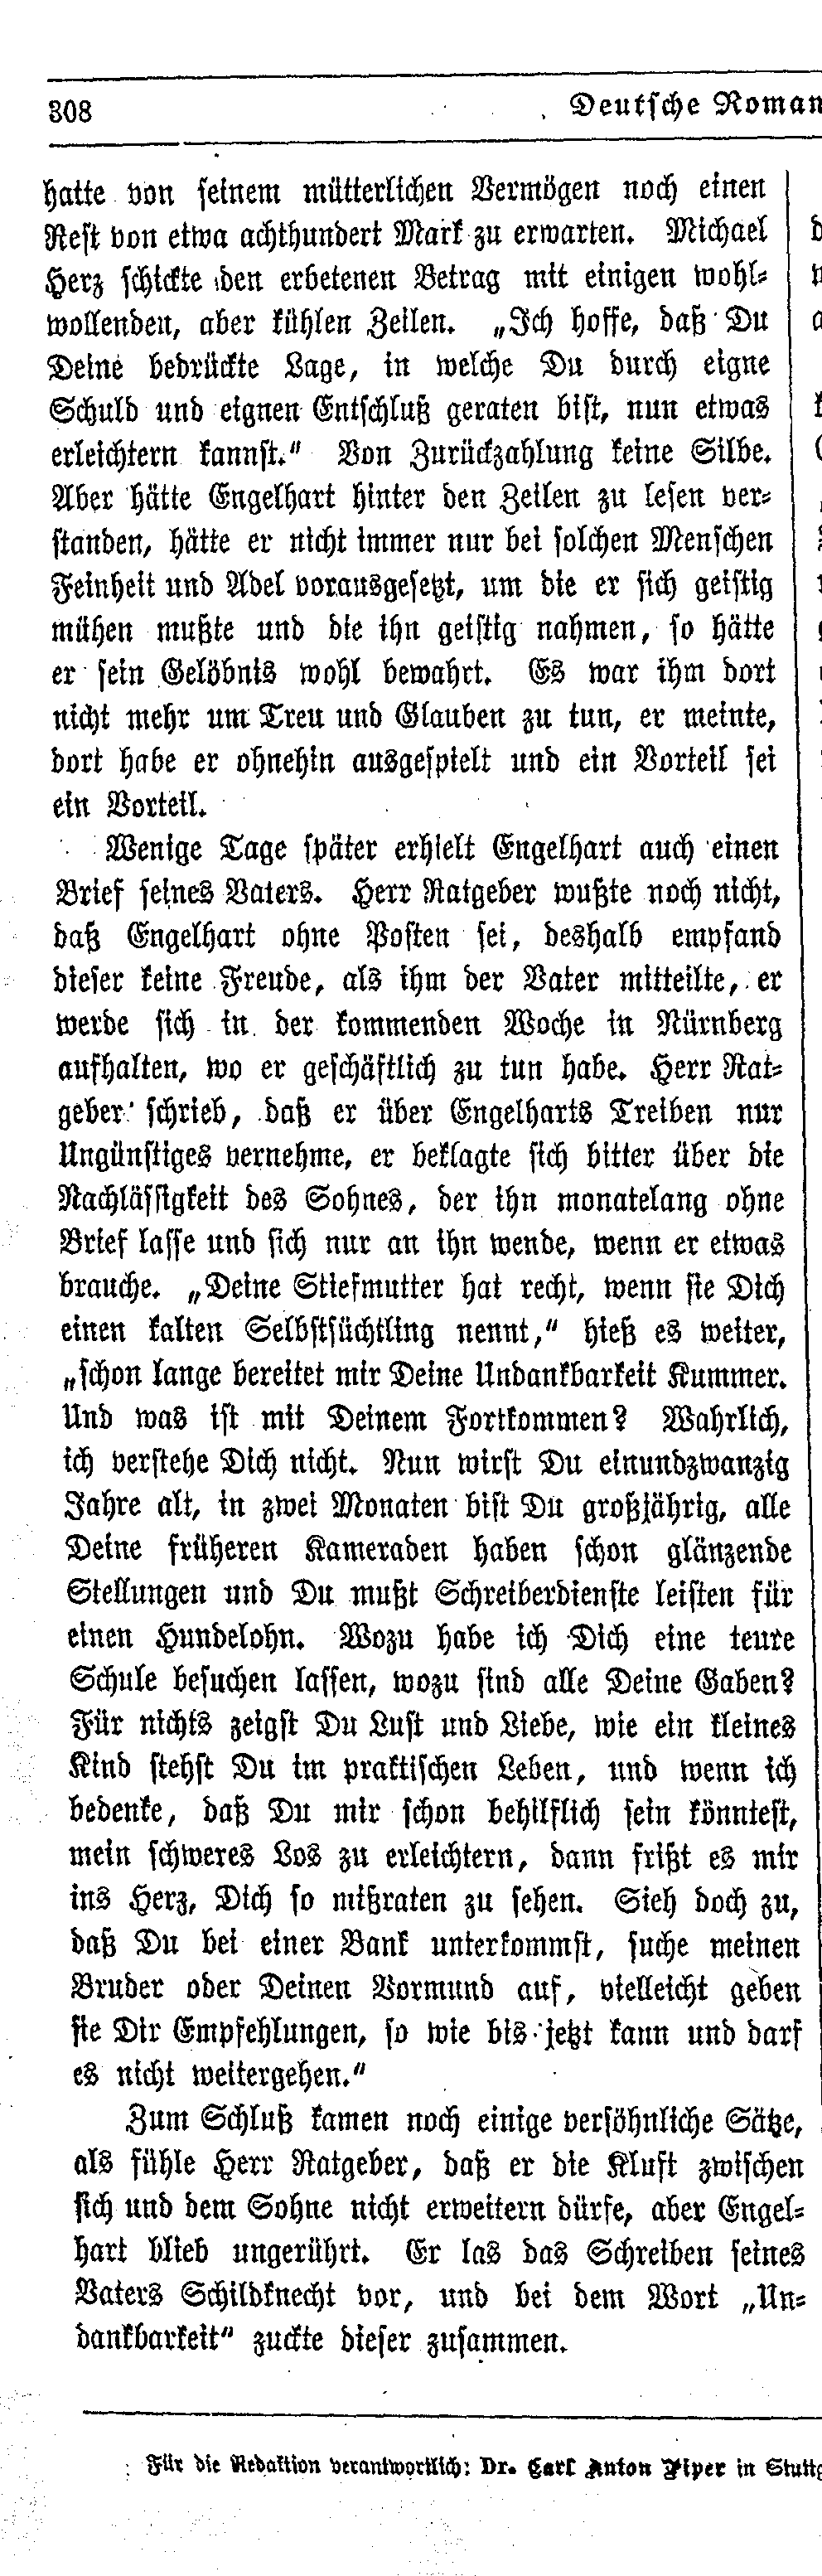 308
Deutsche Roman
hatte von seinem mütterlichen Vermögen noch einen
Rest von etwa achthundert Mark zu erwarten. Michael
Herz schickte den erbetenen Betrag mit einigen wohl-
wollenden, aber kühlen Zeilen. „Ich hoffe, daß Du
Deine bedrückte Lage, in welche Du durch eigne
Schuld und eignen Entschluß geraten bist, nun etwas
erleichtern kannst.“ Von Zurückzahlung keine Silbe.
Aber hätte Engelhart hinter den Zeilen zu lesen ver-
standen, hätte er nicht immer nur bei solchen Menschen
Feinheit und Adel vorausgesetzt, um die er sich geistig
mühen mußte und die ihn geistig nahmen, so hätte
er sein Gelöbnis wohl bewahrt. Es war ihm dort
nicht mehr um Treu und Glauben zu tun, er meinte,
dort habe er ohnehin ausgespielt und ein Vorteil sei
ein Vorteil.
Wenige Tage später erhielt Engelhart auch einen
Brief seines Vaters. Herr Ratgeber wußte noch nicht,
daß Engelhart ohne Posten sei, deshalb empfand
dieser keine Freude, als ihm der Vater mitteilte, er
werde sich in der kommenden Woche in Nürnberg
aufhalten, wo er geschäftlich zu tun habe. Herr Rat-
geber schrieb, daß er über Engelharts Treiben nur
Ungünstiges vernehme, er beklagte sich bitter über die
Nachlässigkeit des Sohnes, der ihn monatelang ohne
Brief lasse und sich nur an ihn wende, wenn er etwas
brauche. „Deine Stiefmutter hat recht, wenn sie Dich
einen kalten Selbstsüchtling nennt,“ hieß es weiter,
„schon lange bereitet mir Deine Undankbarkeit Kummer.
Und was ist mit Deinem Fortkommen? Wahrlich,
ich verstehe Dich nicht. Nun wirst Du einundzwanzig
Jahre alt, in zwei Monaten bist Du großjährig, alle
Deine früheren Kameraden haben schon glänzende
Stellungen und Du mußt Schreiberdienste leisten für
einen Hundelohn. Wozu habe ich Dich eine teure
Schule besuchen lassen, wozu sind alle Deine Gaben?
Für nichts zeigst Du Lust und Liebe, wie ein kleines
Kind stehst Du im praktischen Leben, und wenn ich
bedenke, daß Du mir schon behilflich sein könntest,
mein schweres Los zu erleichtern, dann frißt es mir
ins Herz, Dich so mißraten zu sehen. Sieh doch zu,
daß Du bei einer Bank unterkommst, suche meinen
Bruder oder Deinen Vormund auf, vielleicht geben
sie Dir Empfehlungen, so wie bis jetzt kann und darf
es nicht weitergehen.“
Zum Schluß kamen noch einige versöhnliche Sätze,
als fühle Herr Ratgeber, daß er die Kluft zwischen
sich und dem Sohne nicht erweitern dürfe, aber Engel-
hart blieb ungerührt. Er las das Schreiben seines
Vaters Schildknecht vor, und bei dem Wort „Un-
dankbarkeit“ zuckte dieser zusammen.
Für die Redaktion verantwortlich: Dr. Carl Anton Piper in Stuttg